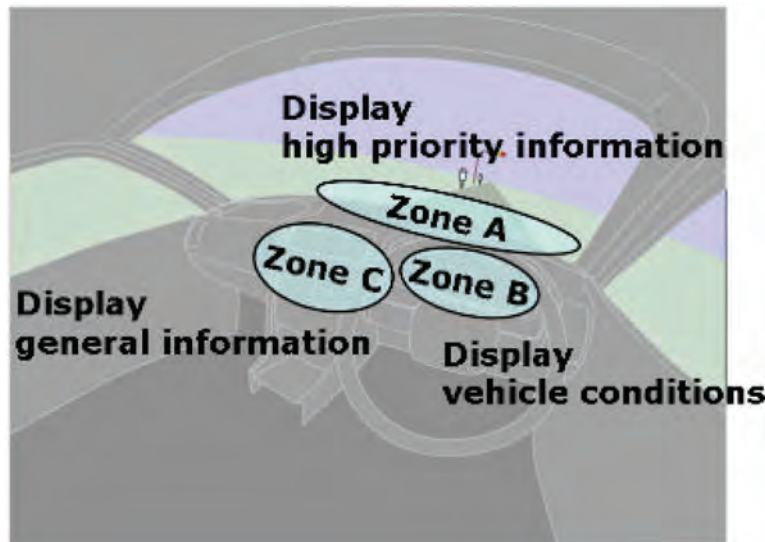 Display
high priority information
Zone A
Zone C
Zone B
Display
general information
Display
vehicle conditions